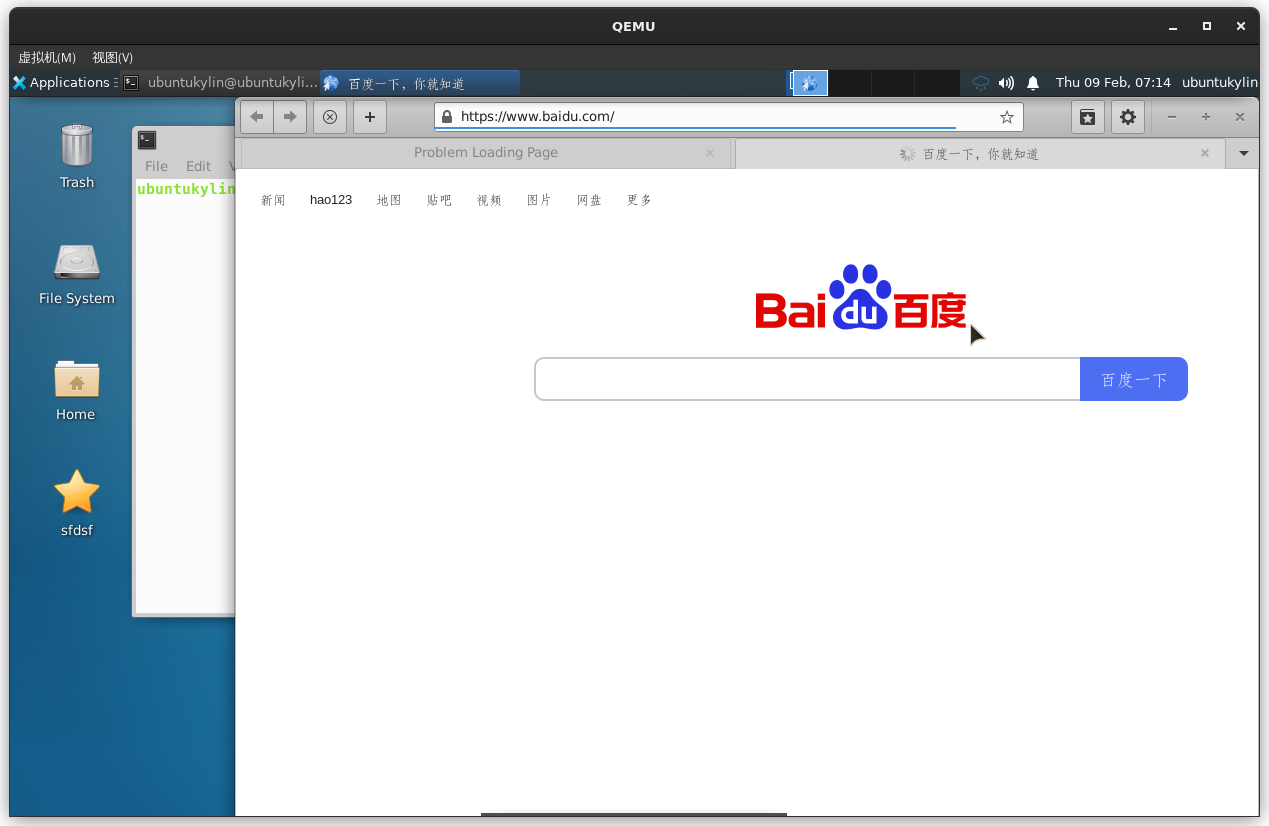 QEMU
虚拟机(M) 视图(V)
Applications ubuntukylin@ubuntukyli... 百度一下，你就知道 Thu 09 Feb, 07:14 ubuntukylin
https://www.baidu.com/
Problem Loading Page 百度一下，你就知道
Trash
File System
Home
sfdsf
File Edit V
ubuntukylin
新闻 hao123 地图 贴吧 视频 图片 网盘 更多
Bai du 百度
百度一下